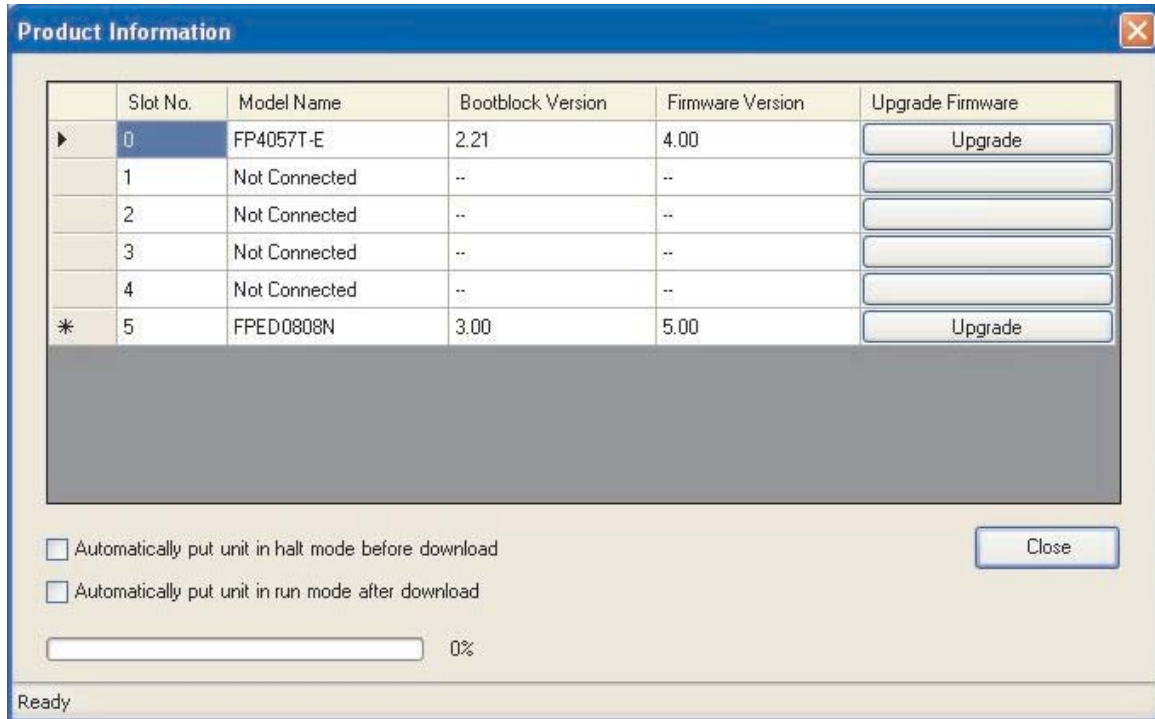 Product Information
Slot No. Model Name Bootblock Version Firmware Version Upgrade Firmware
0 FP4057T-E 2.21 4.00 Upgrade
1 Not Connected -- --
2 Not Connected -- --
3 Not Connected -- --
4 Not Connected -- --
5 FPED0808N 3.00 5.00 Upgrade
Automatically put unit in halt mode before download
Close
Automatically put unit in run mode after download
0%
Ready